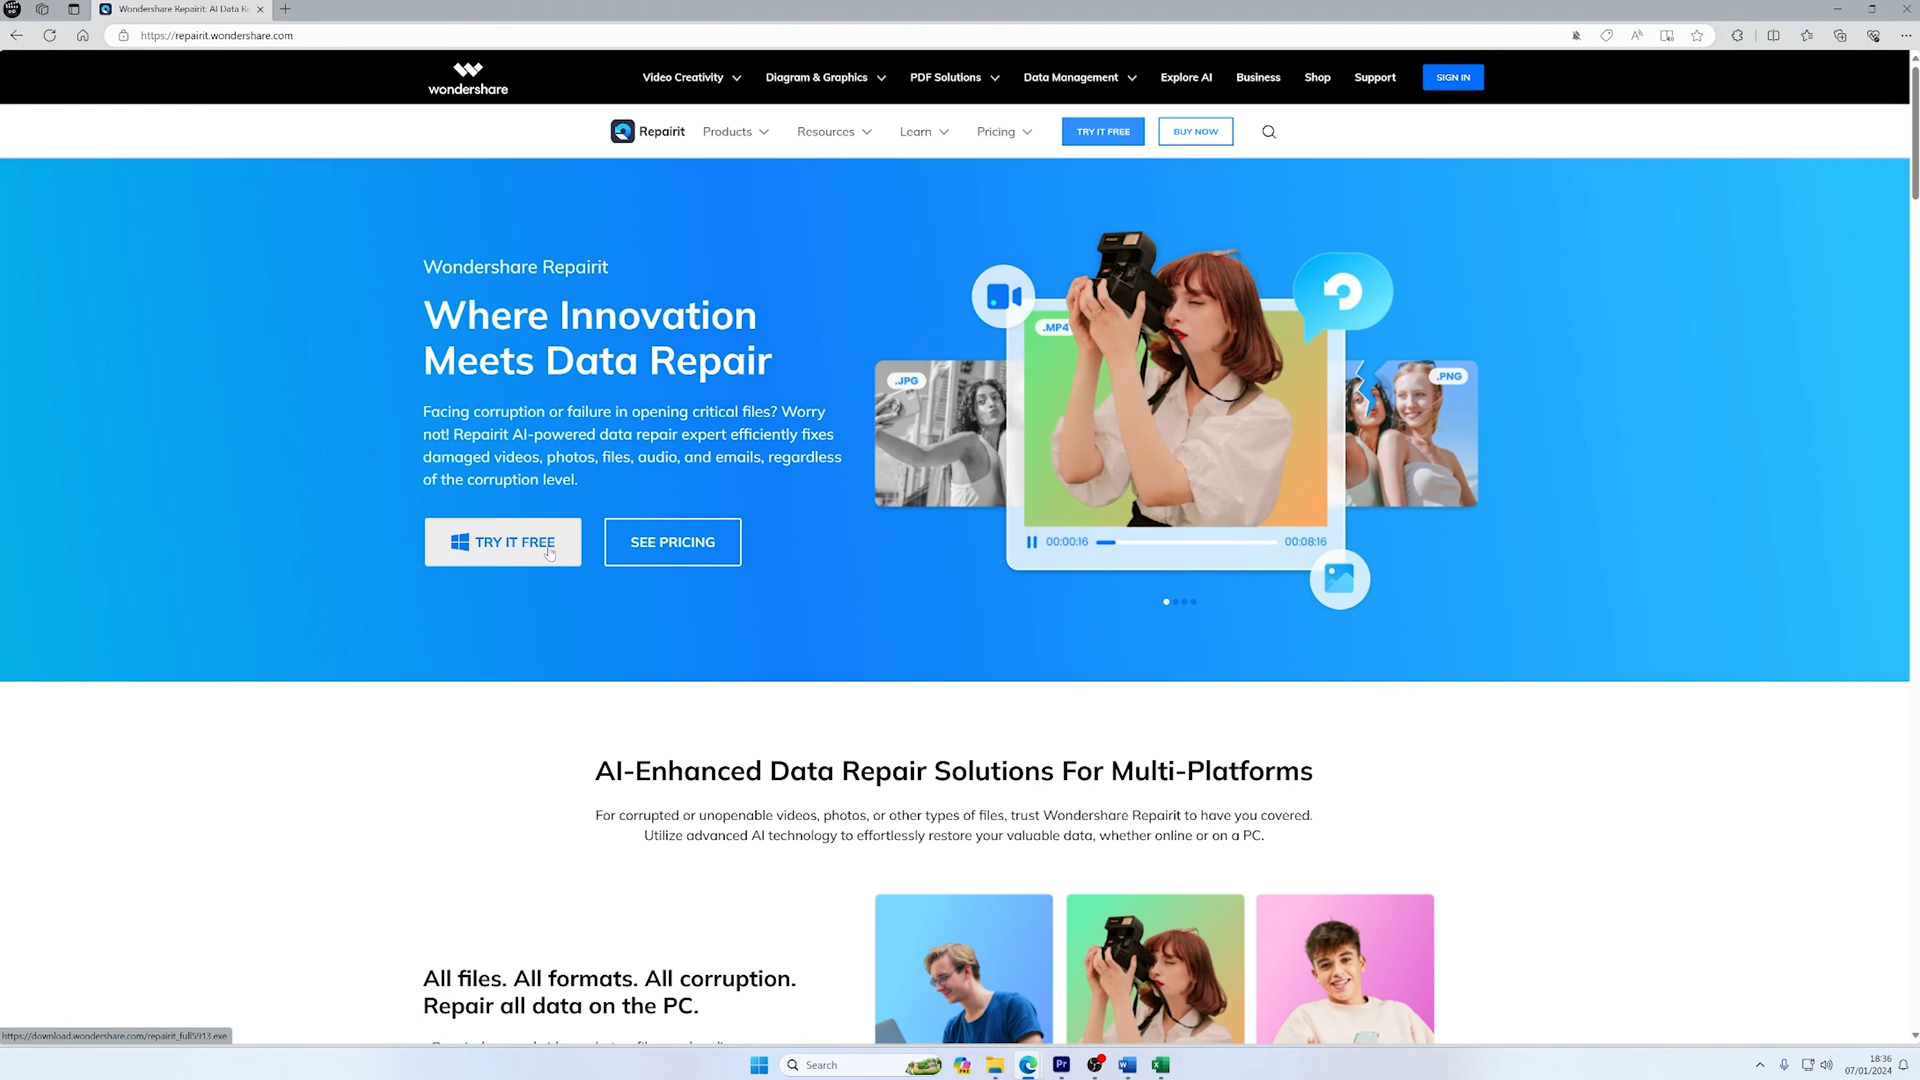 Wondershare Repairit: AI Data Re
https://repairit.wondershare.com
wondershare
Video Creativity
Diagram & Graphics
PDF Solutions
Data Management
Explore AI
Business
Shop
Support
SIGN IN
Repairit
Products
Resources
Learn
Pricing
TRY IT FREE
BUY NOW
Wondershare Repairit
Where Innovation
Meets Data Repair
Facing corruption or failure in opening critical files? Worry
not! Repairit AI-powered data repair expert efficiently fixes
damaged videos, photos, files, audio, and emails, regardless
of the corruption level.
TRY IT FREE
SEE PRICING
.JPG
.MP4
.PNG
00:00:16
00:08:16
AI-Enhanced Data Repair Solutions For Multi-Platforms
For corrupted or unopenable videos, photos, or other types of files, trust Wondershare Repairit to have you covered.
Utilize advanced AI technology to effortlessly restore your valuable data, whether online or on a PC.
All files. All formats. All corruption.
Repair all data on the PC.
https://download.wondershare.com/repairit_full5913.exe
Search
Pr
18:36
07/01/2024